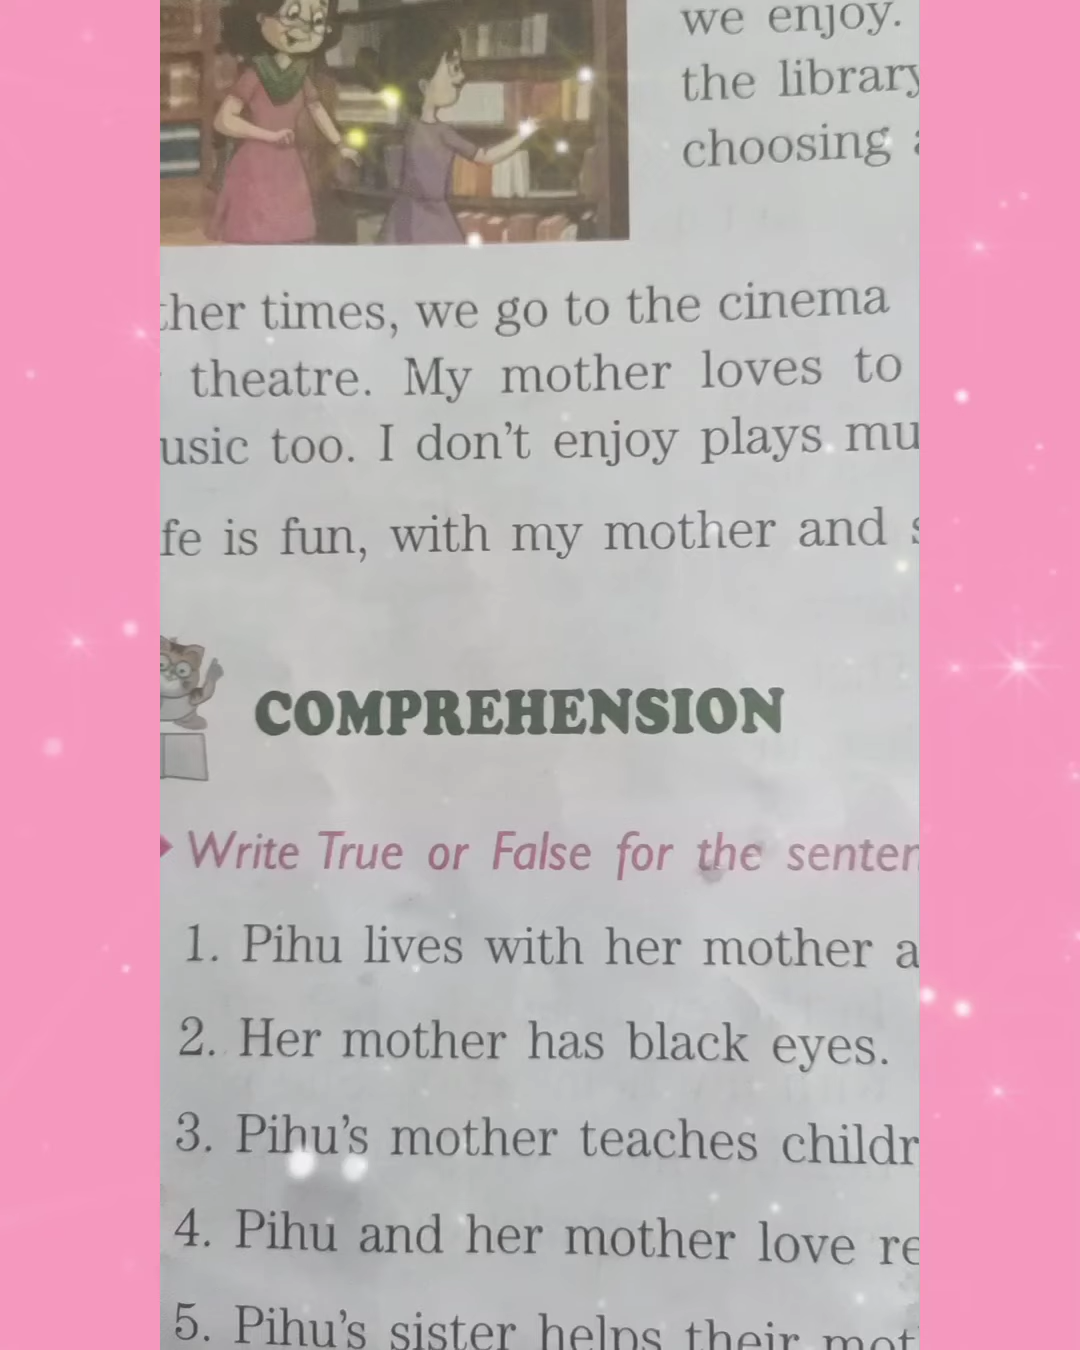 we enjoy.
the library
choosing
ther times, we go to the cinema
theatre. My mother loves to
usic too. I don't enjoy plays mu
fe is fun, with my mother and s
COMPREHENSION
Write True or False for the senten
1. Pihu lives with her mother a
2. Her mother has black eyes.
3. Pihu's mother teaches childr
4. Pihu and her mother love re
5. Pihu's sister helps their mot